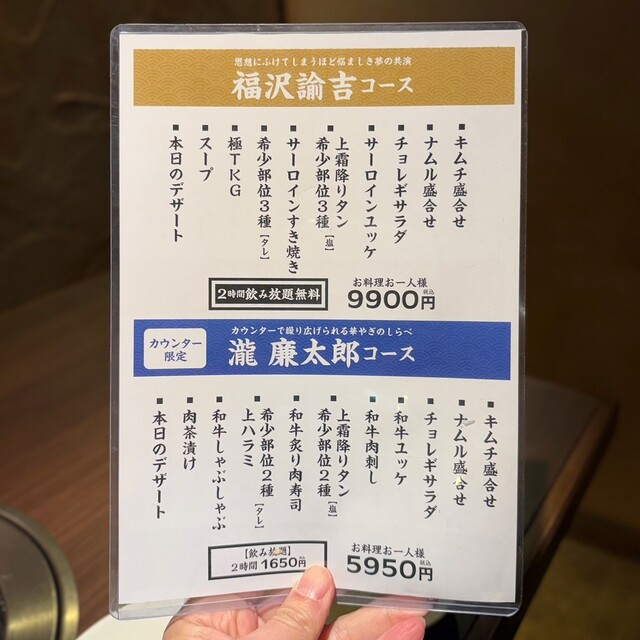 思想にふけてしまうほど悩ましき夢の共演
福沢諭吉コース
■キムチ盛合せ
■ナムル盛合せ
■チョレギサラダ
■サーロインユッケ
■上霜降りタン
希少部位3種【塩】
■サーロインすき焼き
■希少部位3種【タレ】
■極TKG
■スープ
■本日のデザート
2時間飲み放題無料
お料理お一人様
9900円税込
カウンター限定
カウンターで繰り広げられる華やぎのしらべ
瀧 廉太郎コース
■キムチ盛合せ
■ナムル盛合せ
■チョレギサラダ
■和牛ユッケ
■和牛肉刺し
■上霜降りタン
希少部位2種【塩】
■和牛炙り肉寿司
■希少部位2種【タレ】
上ハラミ
■和牛しゃぶしゃぶ
■肉茶漬け
■本日のデザート
【飲み放題】
2時間 1650円税込
お料理お一人様
5950円税込